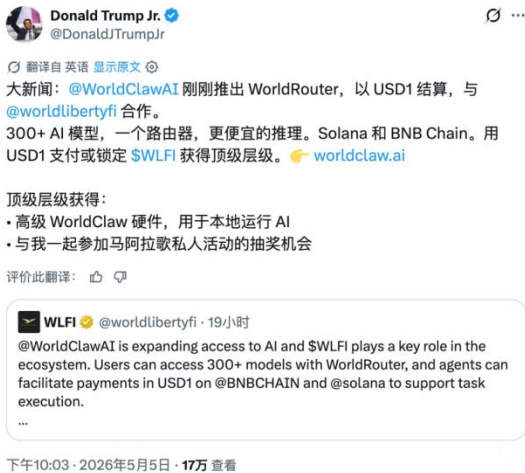 Donald Trump Jr.
@DonaldJTrumpJr
翻译自 英语 显示原文
大新闻：@WorldClawAI 刚刚推出 WorldRouter，以 USD1 结算，与
@worldlibertyfi 合作。
300+ AI 模型，一个路由器，更便宜的推理。Solana 和 BNB Chain。用
USD1 支付或锁定 $WLFI 获得顶级层级。👉 worldclaw.ai
顶级层级获得：
• 高级 WorldClaw 硬件，用于本地运行 AI
• 与我一起参加马阿拉歌私人活动的抽奖机会
评价此翻译：
WLFI @worldlibertyfi · 19小时
@WorldClawAI is expanding access to AI and $WLFI plays a key role in the
ecosystem. Users can access 300+ models with WorldRouter, and agents can
facilitate payments in USD1 on @BNBCHAIN and @solana to support task
execution.
...
下午10:03 · 2026年5月5日 · 17万 查看